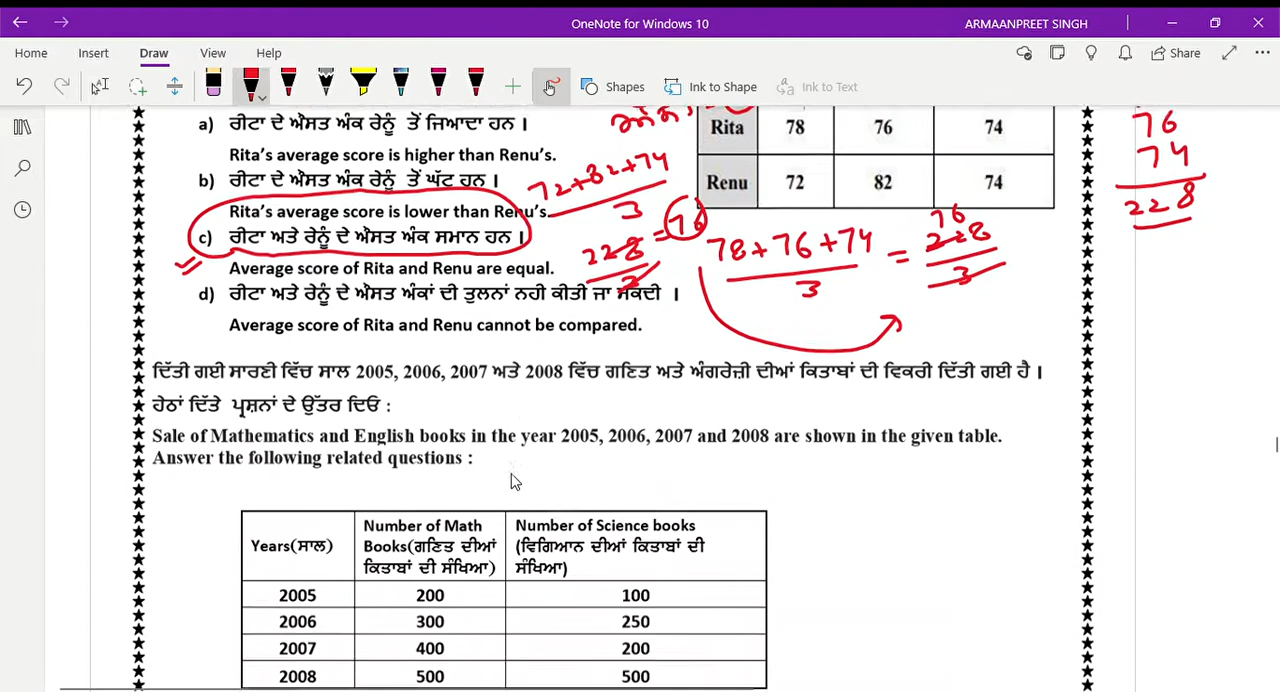 OneNote for Windows 10
ARMAANPREET SINGH
Home Insert Draw View Help
Share
Shapes
Ink to Shape
Ink to Text
a) ਰੀਟਾ ਦੇ ਔਸਤ ਅੰਕ ਰੇਨੂੰ ਤੋਂ ਜਿਆਦਾ ਹਨ ।
Rita's average score is higher than Renu's.
b) ਰੀਟਾ ਦੇ ਔਸਤ ਅੰਕ ਰੇਨੂੰ ਤੋਂ ਘੱਟ ਹਨ ।
Rita's average score is lower than Renu's.
c) ਰੀਟਾ ਅਤੇ ਰੇਨੂੰ ਦੇ ਔਸਤ ਅੰਕ ਸਮਾਨ ਹਨ ।
Average score of Rita and Renu are equal.
d) ਰੀਟਾ ਅਤੇ ਰੇਨੂੰ ਦੇ ਔਸਤ ਅੰਕਾਂ ਦੀ ਤੁਲਨਾਂ ਨਹੀ ਕੀਤੀ ਜਾ ਸਕਦੀ ।
Average score of Rita and Renu cannot be compared.
Rita 78 76 74
Renu 72 82 74
72+82+74
3
228
3
= 76
78+76+74
3
=
76
228
3
76
74
228
ਦਿੱਤੀ ਗਈ ਸਾਰਣੀ ਵਿੱਚ ਸਾਲ 2005, 2006, 2007 ਅਤੇ 2008 ਵਿੱਚ ਗਣਿਤ ਅਤੇ ਅੰਗਰੇਜ਼ੀ ਦੀਆਂ ਕਿਤਾਬਾਂ ਦੀ ਵਿਕਰੀ ਦਿੱਤੀ ਗਈ ਹੈ ।
ਹੇਠਾਂ ਦਿੱਤੇ ਪ੍ਰਸ਼ਨਾਂ ਦੇ ਉੱਤਰ ਦਿਓ :
Sale of Mathematics and English books in the year 2005, 2006, 2007 and 2008 are shown in the given table.
Answer the following related questions :
Years(ਸਾਲ)
Number of Math
Books(ਗਣਿਤ ਦੀਆਂ
ਕਿਤਾਬਾਂ ਦੀ ਸੰਖਿਆ)
Number of Science books
(ਵਿਗਿਆਨ ਦੀਆਂ ਕਿਤਾਬਾਂ ਦੀ
ਸੰਖਿਆ)
2005 200 100
2006 300 250
2007 400 200
2008 500 500